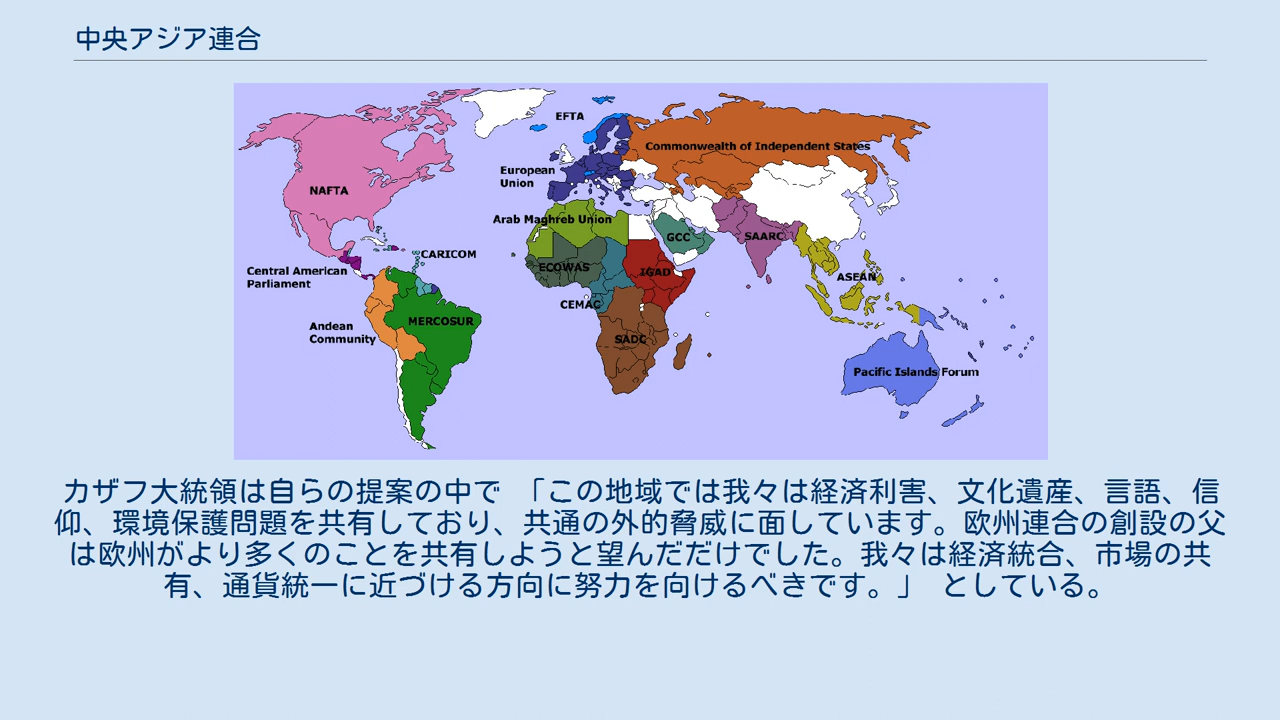 中央アジア連合
EFTA
Commonwealth of Independent States
European
Union
NAFTA
Arab Maghreb Union
GCC
SAARC
CARICOM
ECOWAS
IGAD
Central American
Parliament
ASEAN
CEMAC
MERCOSUR
Andean
Community
SADC
Pacific Islands Forum
カザフ大統領は自らの提案の中で 「この地域では我々は経済利害、文化遺産、言語、信
仰、環境保護問題を共有しており、共通の外的脅威に面しています。欧州連合の創設の父
は欧州がより多くのことを共有しようと望んだだけでした。我々は経済統合、市場の共
有、通貨統一に近づける方向に努力を向けるべきです。」 としている。